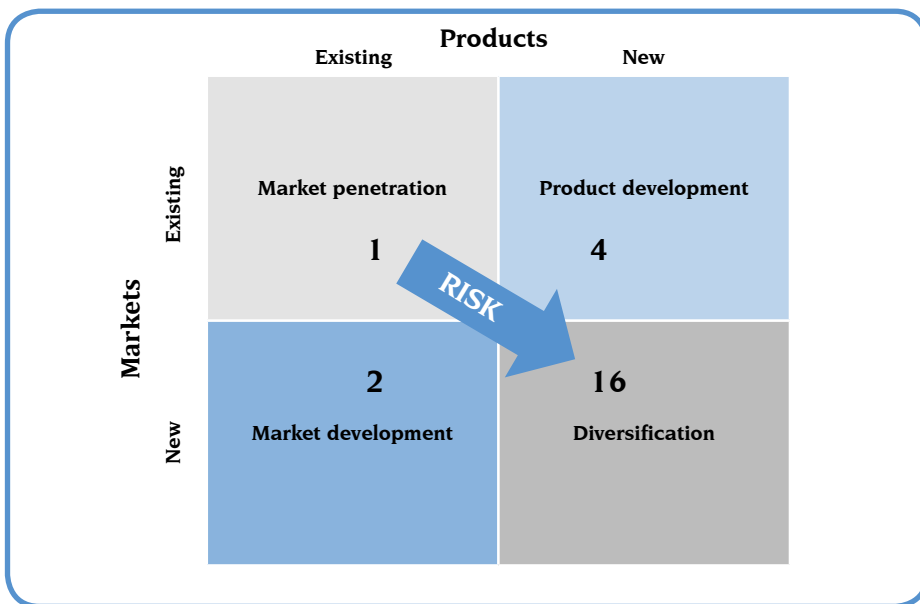 Products
Existing New
Existing
Market penetration Product development
1 4
RISK
Markets
2 16
New
Market development Diversification